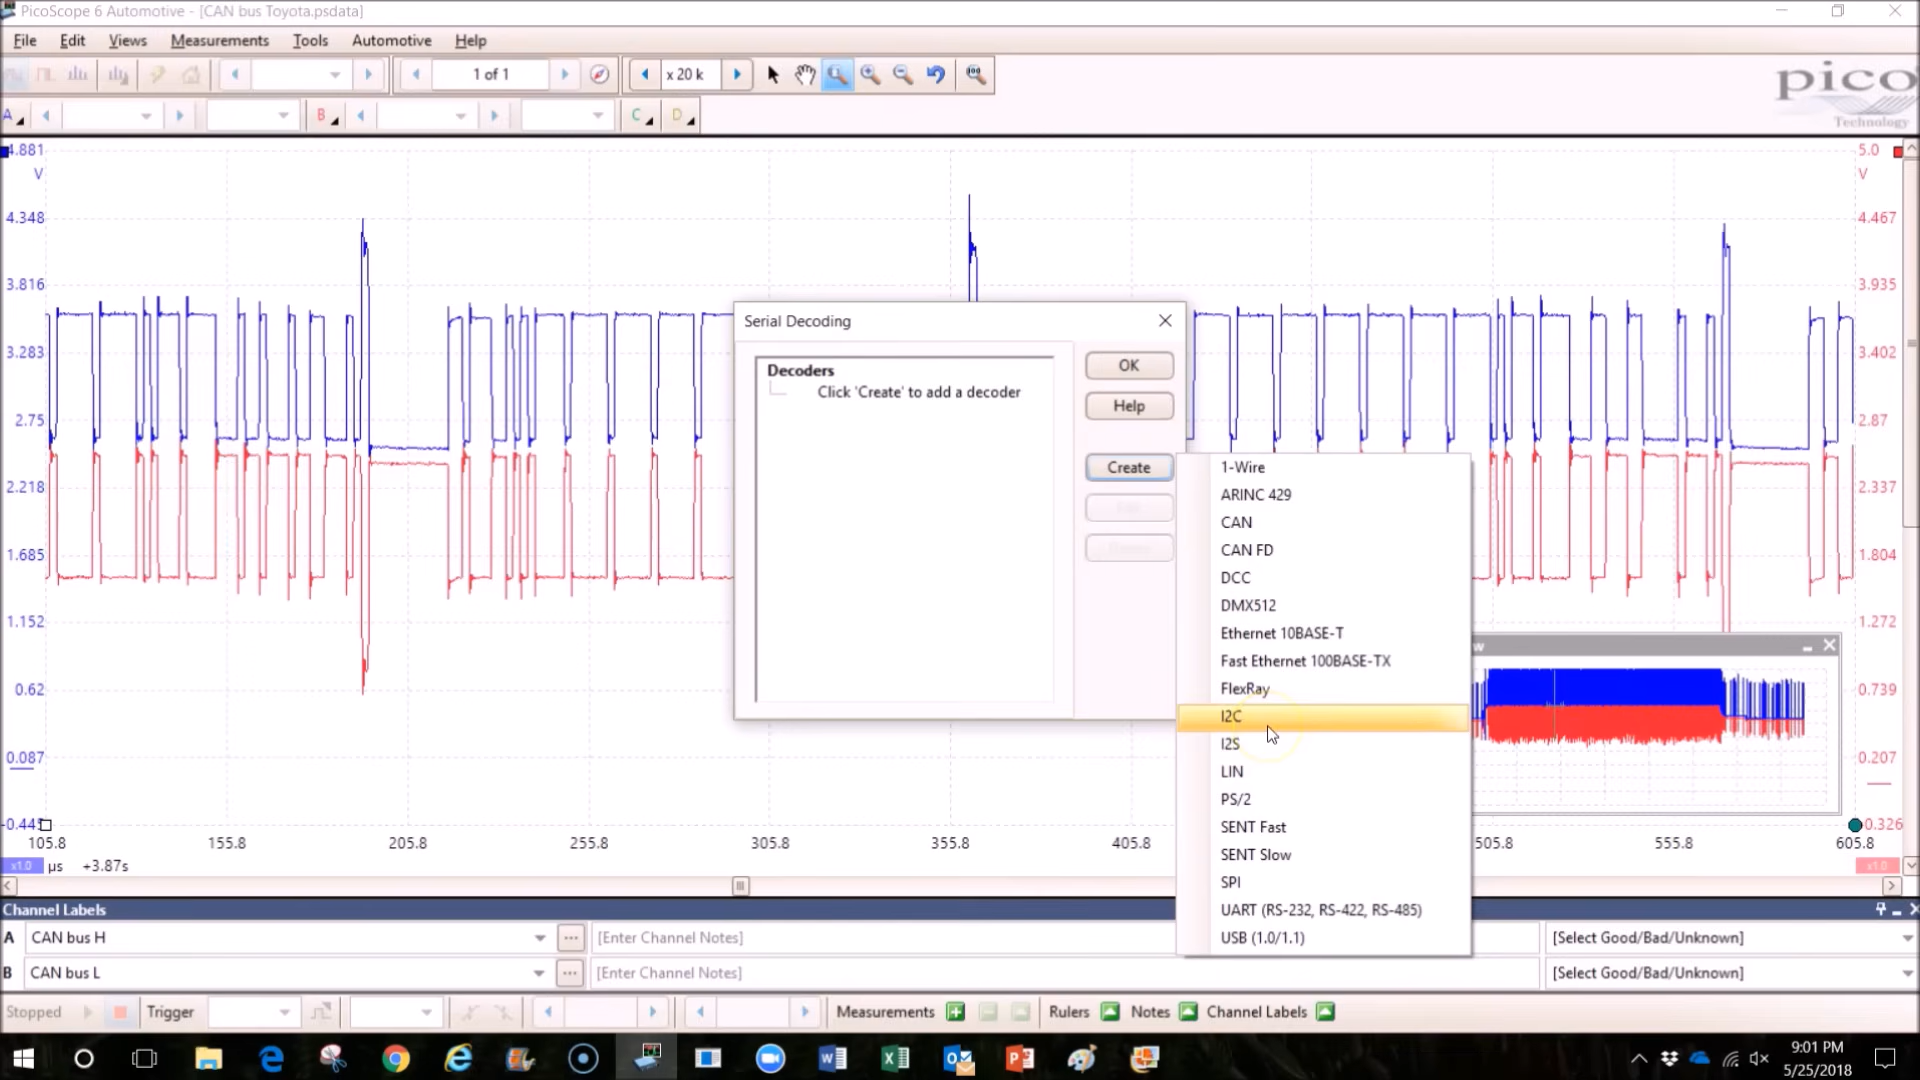 PicoScope 6 Automotive - [CAN bus Toyota.psdata]
File Edit Views Measurements Tools Automotive Help
1 of 1 x 20 k
pico
Technology
A B C D
4.881 5.0
V V
4.348 4.467
3.816 3.935
3.283 3.402
2.75 2.87
2.218 2.337
1.685 1.804
1.152 1.272
0.62 0.739
0.087 0.207
-0.445 0.326
105.8 155.8 205.8 255.8 305.8 355.8 405.8 505.8 555.8 605.8
x1.0 µs +3.87s x1.0
Serial Decoding
Decoders
Click 'Create' to add a decoder
OK
Help
Create
1-Wire
ARINC 429
CAN
CAN FD
DCC
DMX512
Ethernet 10BASE-T
Fast Ethernet 100BASE-TX
FlexRay
I2C
I2S
LIN
PS/2
SENT Fast
SENT Slow
SPI
UART (RS-232, RS-422, RS-485)
USB (1.0/1.1)
w
Channel Labels
A CAN bus H ... [Enter Channel Notes] [Select Good/Bad/Unknown]
B CAN bus L ... [Enter Channel Notes] [Select Good/Bad/Unknown]
Stopped Trigger Measurements Rulers Notes Channel Labels
9:01 PM
5/25/2018